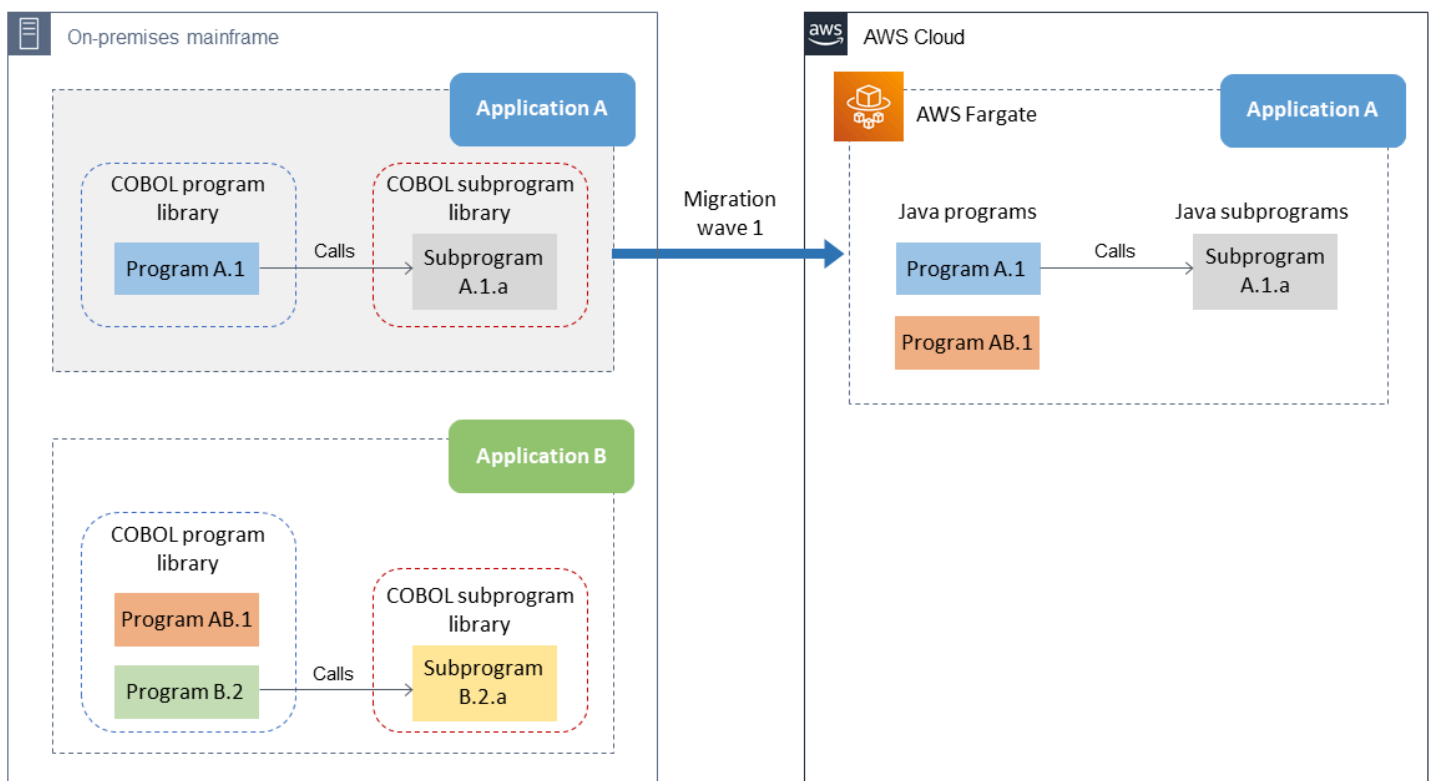 On-premises mainframe
Application A
COBOL program
library
Program A.1
Calls
COBOL subprogram
library
Subprogram
A.1.a
Application B
COBOL program
library
Program AB.1
Program B.2
Calls
COBOL subprogram
library
Subprogram
B.2.a
Migration
wave 1
aws
AWS Cloud
AWS Fargate
Application A
Java programs
Program A.1
Calls
Java subprograms
Subprogram
A.1.a
Program AB.1